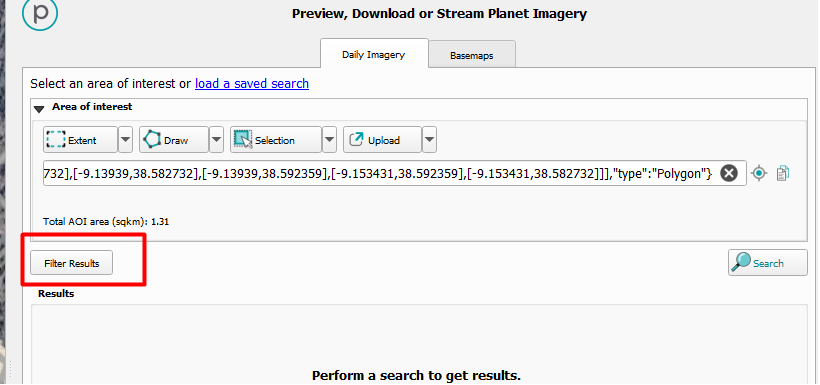 p
Preview, Download or Stream Planet Imagery
Daily Imagery
Basemaps
Select an area of interest or load a saved search
Area of interest
Extent
Draw
Selection
Upload
732],[-9.13939,38.582732],[-9.13939,38.592359],[-9.153431,38.592359],[-9.153431,38.582732]]],"type":"Polygon"}
Total AOI area (sqkm): 1.31
Filter Results
Search
Results
Perform a search to get results.